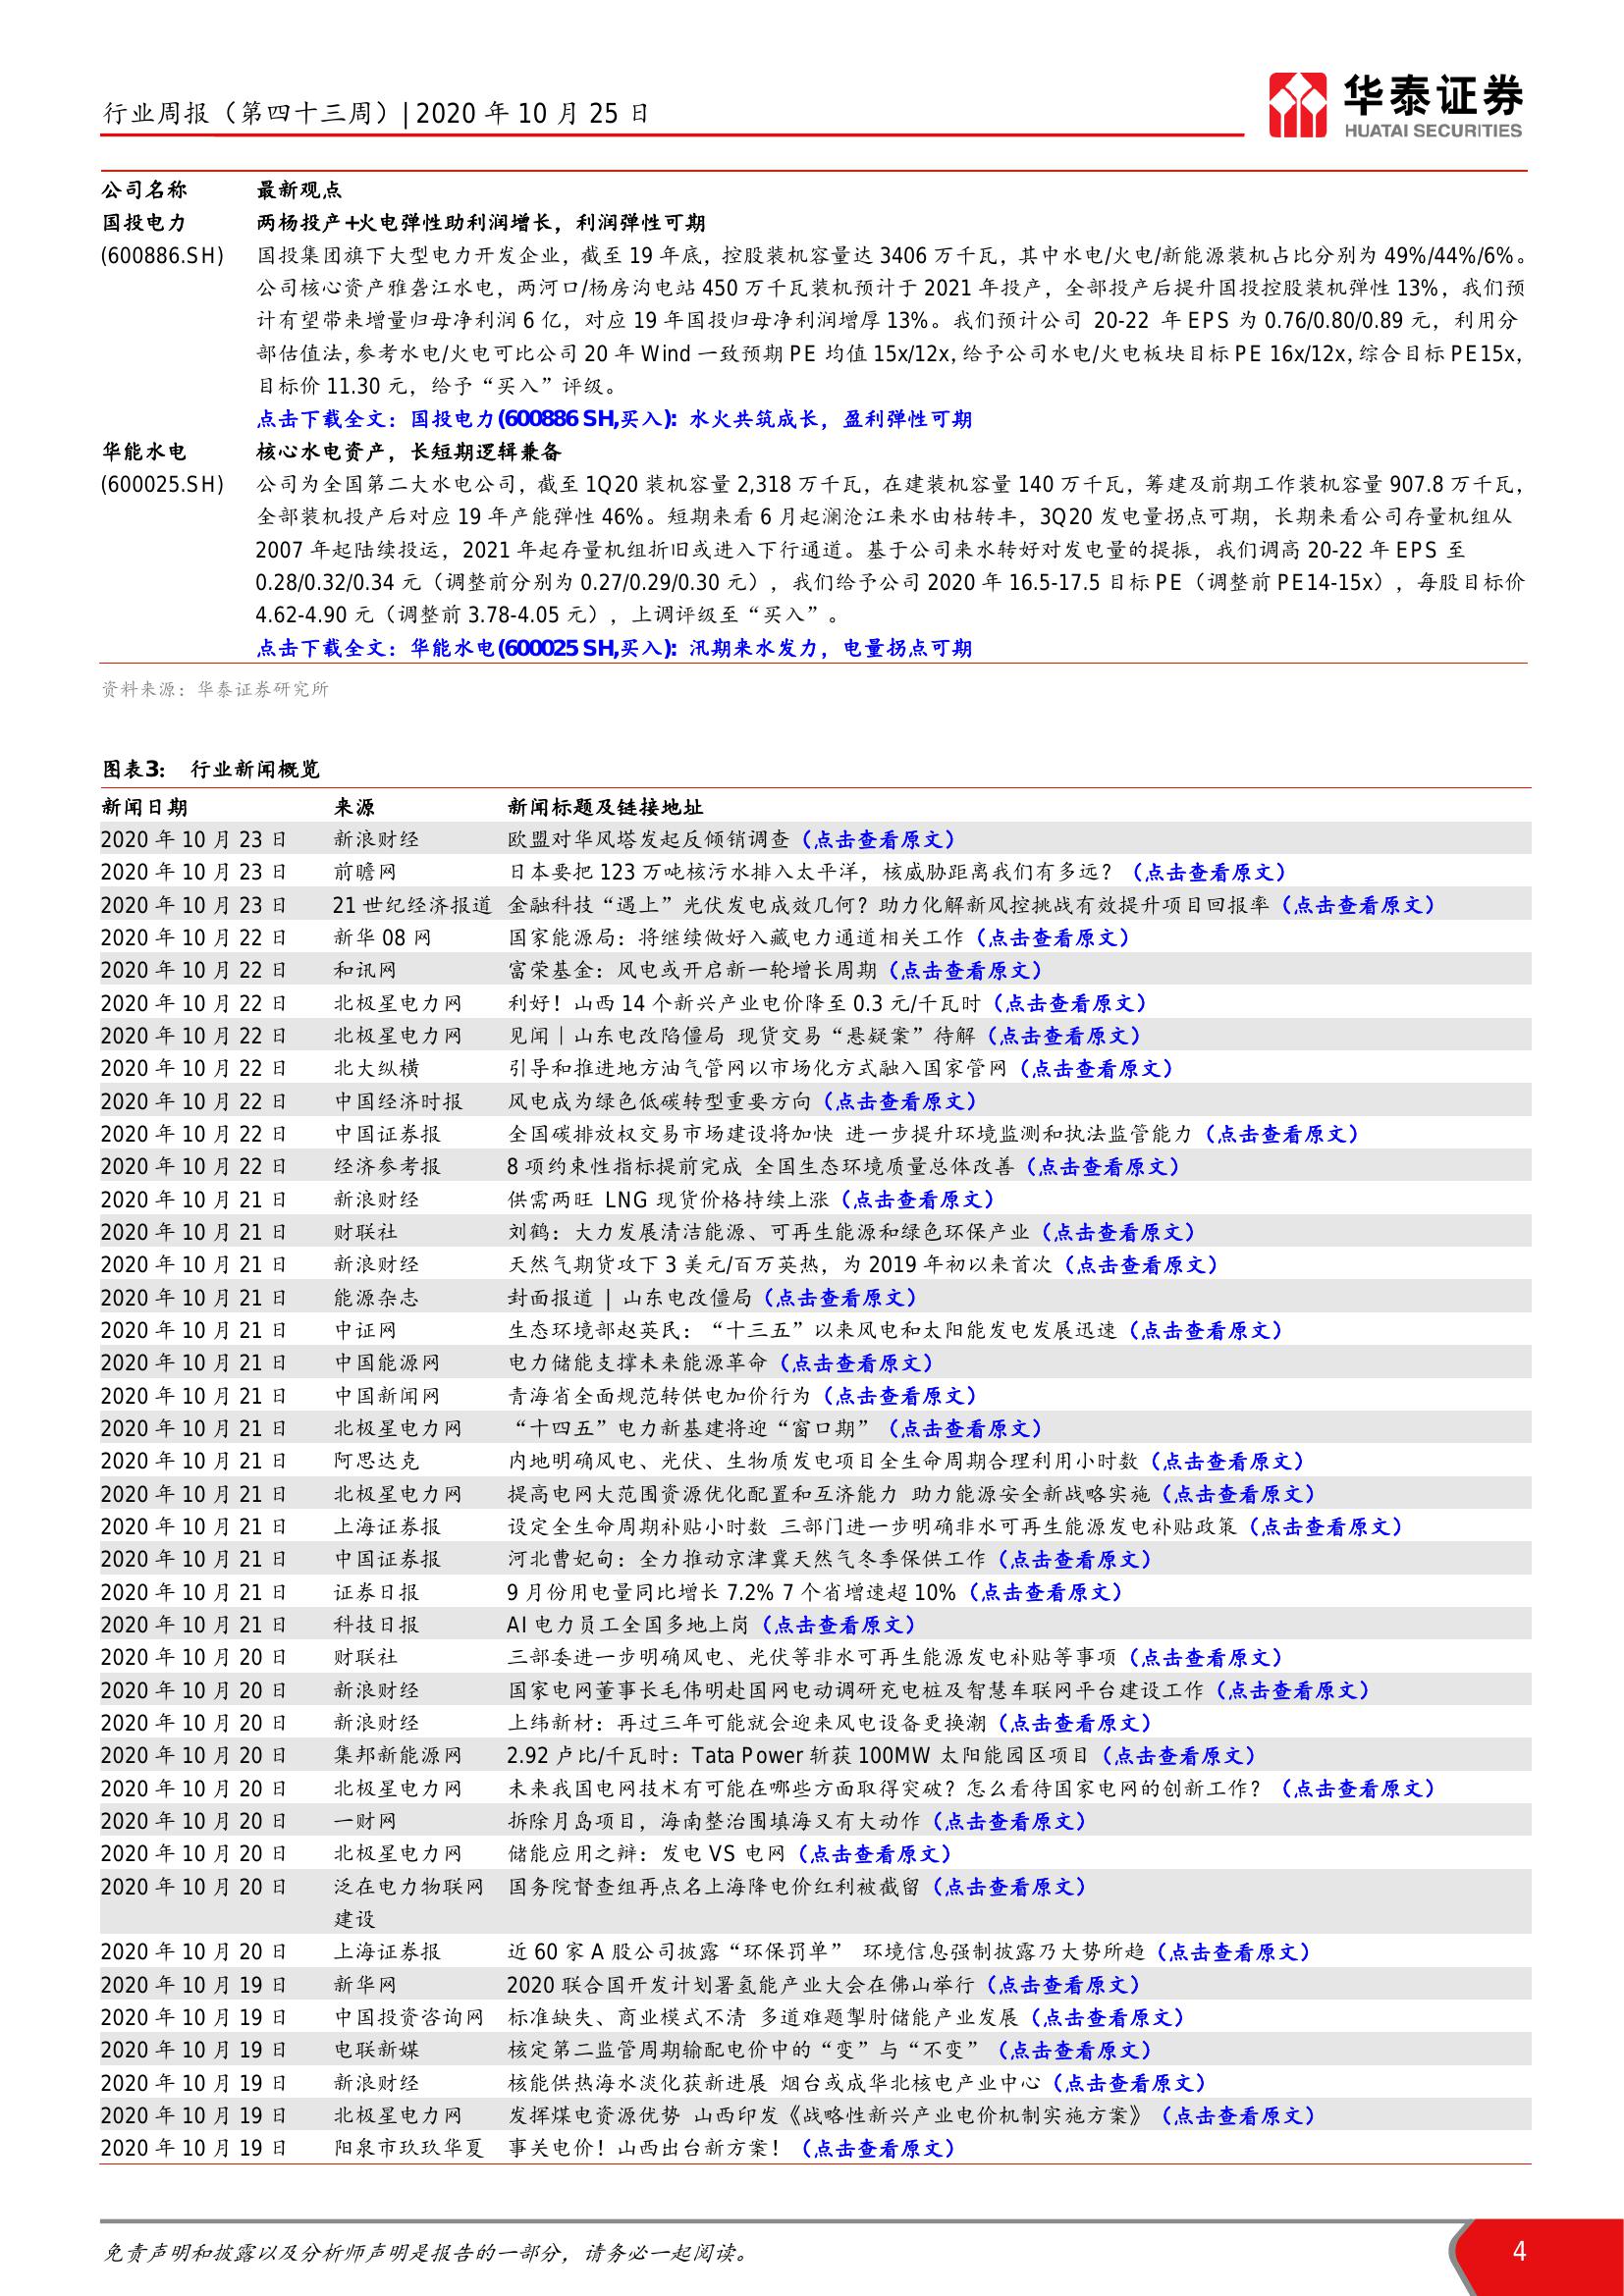 行业周报（第四十三周）|2020 年 10 月 25 日
华泰证券
HUATAI SECURITIES
公司名称 最新观点
国投电力 两杨投产+火电弹性助利润增长，利润弹性可期
(600886.SH) 国投集团旗下大型电力开发企业，截至 19 年底，控股装机容量达 3406 万千瓦，其中水电/火电/新能源装机占比分别为 49%/44%/6%。
公司核心资产雅砻江水电，两河口/杨房沟电站 450 万千瓦装机预计于 2021 年投产，全部投产后提升国投控股装机弹性 13%，我们预
计有望带来增量归母净利润 6 亿，对应 19 年国投归母净利润增厚 13%。我们预计公司 20-22 年 EPS 为 0.76/0.80/0.89 元，利用分
部估值法,参考水电/火电可比公司 20 年 Wind 一致预期 PE 均值 15x/12x,给予公司水电/火电板块目标 PE 16x/12x,综合目标 PE15x,
目标价 11.30 元，给予“买入”评级。
点击下载全文：国投电力(600886 SH,买入): 水火共筑成长，盈利弹性可期
华能水电 核心水电资产，长短期逻辑兼备
(600025.SH) 公司为全国第二大水电公司，截至 1Q20 装机容量 2,318 万千瓦，在建装机容量 140 万千瓦，筹建及前期工作装机容量 907.8 万千瓦，
全部装机投产后对应 19 年产能弹性 46%。短期来看 6 月起澜沧江来水由枯转丰，3Q20 发电量拐点可期，长期来看公司存量机组从
2007 年起陆续投运，2021 年起存量机组折旧或进入下行通道。基于公司来水转好对发电量的提振，我们调高 20-22 年 EPS 至
0.28/0.32/0.34 元（调整前分别为 0.27/0.29/0.30 元），我们给予公司 2020 年 16.5-17.5 目标 PE（调整前 PE14-15x），每股目标价
4.62-4.90 元（调整前 3.78-4.05 元），上调评级至“买入”。
点击下载全文：华能水电(600025 SH,买入): 汛期来水发力，电量拐点可期
资料来源：华泰证券研究所
图表3： 行业新闻概览
新闻日期 来源 新闻标题及链接地址
2020 年 10 月 23 日 新浪财经 欧盟对华风塔发起反倾销调查（点击查看原文）
2020 年 10 月 23 日 前瞻网 日本要把 123 万吨核污水排入太平洋，核威胁距离我们有多远？（点击查看原文）
2020 年 10 月 23 日 21 世纪经济报道 金融科技“遇上”光伏发电成效几何？助力化解新风控挑战有效提升项目回报率（点击查看原文）
2020 年 10 月 22 日 新华 08 网 国家能源局：将继续做好入藏电力通道相关工作（点击查看原文）
2020 年 10 月 22 日 和讯网 富荣基金：风电或开启新一轮增长周期（点击查看原文）
2020 年 10 月 22 日 北极星电力网 利好！山西 14 个新兴产业电价降至 0.3 元/千瓦时（点击查看原文）
2020 年 10 月 22 日 北极星电力网 见闻｜山东电改陷僵局 现货交易“悬疑案”待解（点击查看原文）
2020 年 10 月 22 日 北大纵横 引导和推进地方油气管网以市场化方式融入国家管网（点击查看原文）
2020 年 10 月 22 日 中国经济时报 风电成为绿色低碳转型重要方向（点击查看原文）
2020 年 10 月 22 日 中国证券报 全国碳排放权交易市场建设将加快 进一步提升环境监测和执法监管能力（点击查看原文）
2020 年 10 月 22 日 经济参考报 8 项约束性指标提前完成 全国生态环境质量总体改善（点击查看原文）
2020 年 10 月 21 日 新浪财经 供需两旺 LNG 现货价格持续上涨（点击查看原文）
2020 年 10 月 21 日 财联社 刘鹤：大力发展清洁能源、可再生能源和绿色环保产业（点击查看原文）
2020 年 10 月 21 日 新浪财经 天然气期货攻下 3 美元/百万英热，为 2019 年初以来首次（点击查看原文）
2020 年 10 月 21 日 能源杂志 封面报道 | 山东电改僵局（点击查看原文）
2020 年 10 月 21 日 中证网 生态环境部赵英民：“十三五”以来风电和太阳能发电发展迅速（点击查看原文）
2020 年 10 月 21 日 中国能源网 电力储能支撑未来能源革命（点击查看原文）
2020 年 10 月 21 日 中国新闻网 青海省全面规范转供电加价行为（点击查看原文）
2020 年 10 月 21 日 北极星电力网 “十四五”电力新基建将迎“窗口期”（点击查看原文）
2020 年 10 月 21 日 阿思达克 内地明确风电、光伏、生物质发电项目全生命周期合理利用小时数（点击查看原文）
2020 年 10 月 21 日 北极星电力网 提高电网大范围资源优化配置和互济能力 助力能源安全新战略实施（点击查看原文）
2020 年 10 月 21 日 上海证券报 设定全生命周期补贴小时数 三部门进一步明确非水可再生能源发电补贴政策（点击查看原文）
2020 年 10 月 21 日 中国证券报 河北曹妃甸：全力推动京津冀天然气冬季保供工作（点击查看原文）
2020 年 10 月 21 日 证券日报 9 月份用电量同比增长 7.2% 7 个省增速超 10%（点击查看原文）
2020 年 10 月 21 日 科技日报 AI 电力员工全国多地上岗（点击查看原文）
2020 年 10 月 20 日 财联社 三部委进一步明确风电、光伏等非水可再生能源发电补贴等事项（点击查看原文）
2020 年 10 月 20 日 新浪财经 国家电网董事长毛伟明赴国网电动调研充电桩及智慧车联网平台建设工作（点击查看原文）
2020 年 10 月 20 日 新浪财经 上纬新材：再过三年可能就会迎来风电设备更换潮（点击查看原文）
2020 年 10 月 20 日 集邦新能源网 2.92 卢比/千瓦时：Tata Power 斩获 100MW 太阳能园区项目（点击查看原文）
2020 年 10 月 20 日 北极星电力网 未来我国电网技术有可能在哪些方面取得突破？怎么看待国家电网的创新工作？（点击查看原文）
2020 年 10 月 20 日 一财网 拆除月岛项目，海南整治围填海又有大动作（点击查看原文）
2020 年 10 月 20 日 北极星电力网 储能应用之辩：发电 VS 电网（点击查看原文）
2020 年 10 月 20 日 泛在电力物联网 国务院督查组再点名上海降电价红利被截留（点击查看原文）
建设
2020 年 10 月 20 日 上海证券报 近 60 家 A 股公司披露“环保罚单” 环境信息强制披露乃大势所趋（点击查看原文）
2020 年 10 月 19 日 新华网 2020 联合国开发计划署氢能产业大会在佛山举行（点击查看原文）
2020 年 10 月 19 日 中国投资咨询网 标准缺失、商业模式不清 多道难题掣肘储能产业发展（点击查看原文）
2020 年 10 月 19 日 电联新媒 核定第二监管周期输配电价中的“变”与“不变”（点击查看原文）
2020 年 10 月 19 日 新浪财经 核能供热海水淡化获新进展 烟台或成华北核电产业中心（点击查看原文）
2020 年 10 月 19 日 北极星电力网 发挥煤电资源优势 山西印发《战略性新兴产业电价机制实施方案》（点击查看原文）
2020 年 10 月 19 日 阳泉市玖玖华夏 事关电价！山西出台新方案！（点击查看原文）
免责声明和披露以及分析师声明是报告的一部分，请务必一起阅读。 4